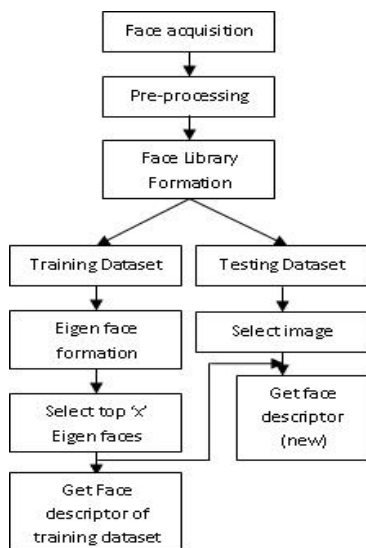 Face acquisition
Pre-processing
Face Library
Formation
Training Dataset
Testing Dataset
Eigen face
formation
Select image
Select top 'x'
Eigen faces
Get face
descriptor
(new)
Get Face
descriptor of
training dataset